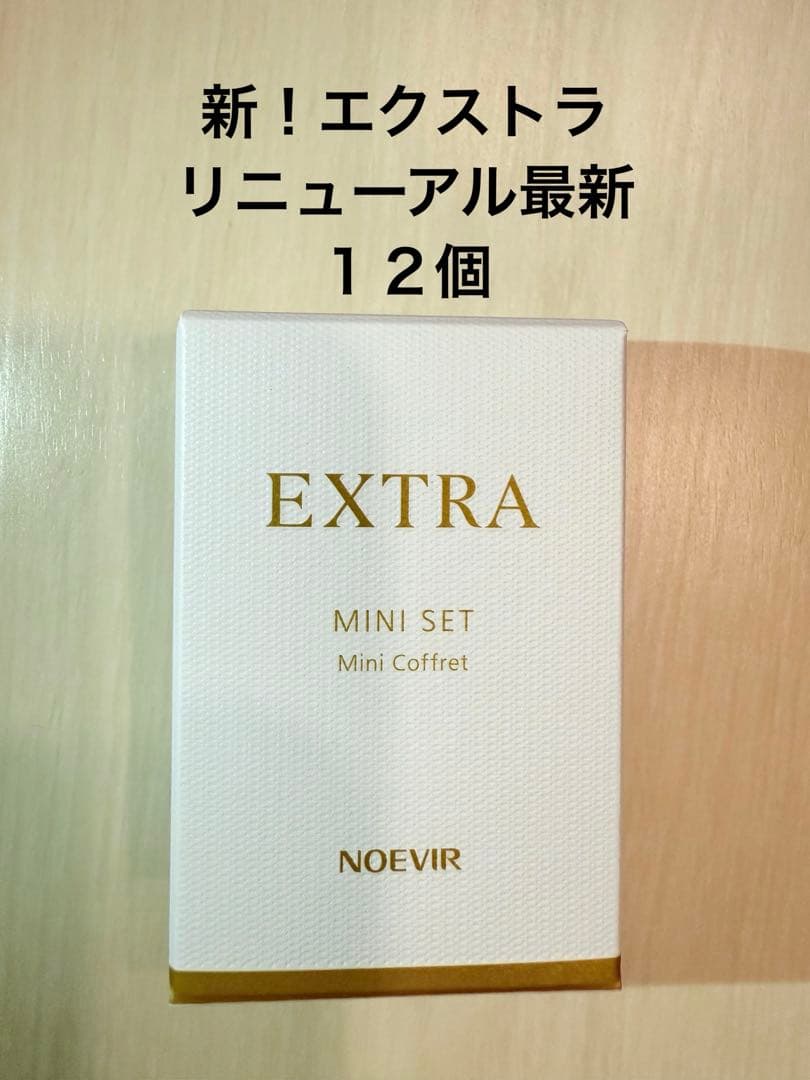 新！エクストラ
リニューアル最新
１２個
EXTRA
MINI SET
Mini Coffret
NOEVIR